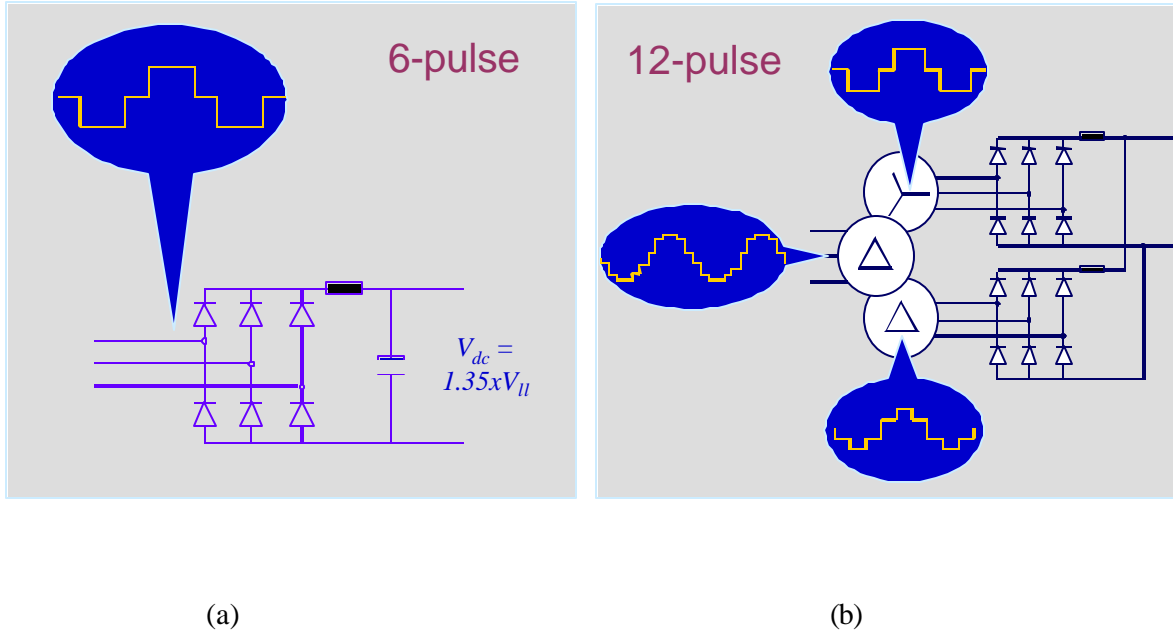 6-pulse
12-pulse
V_dc =
1.35xV_ll
(a)
(b)